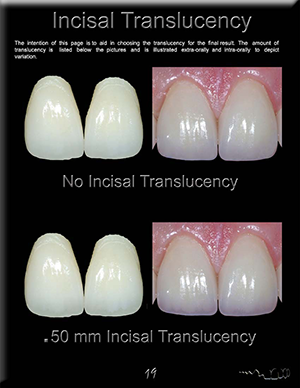 Incisal Translucency
The intention of this page is to aid in choosing the translucency for the final result. The amount of
translucency is listed below the pictures and is illustrated extra-orally and intra-orally to depict
variation.
No Incisal Translucency
.50 mm Incisal Translucency
19